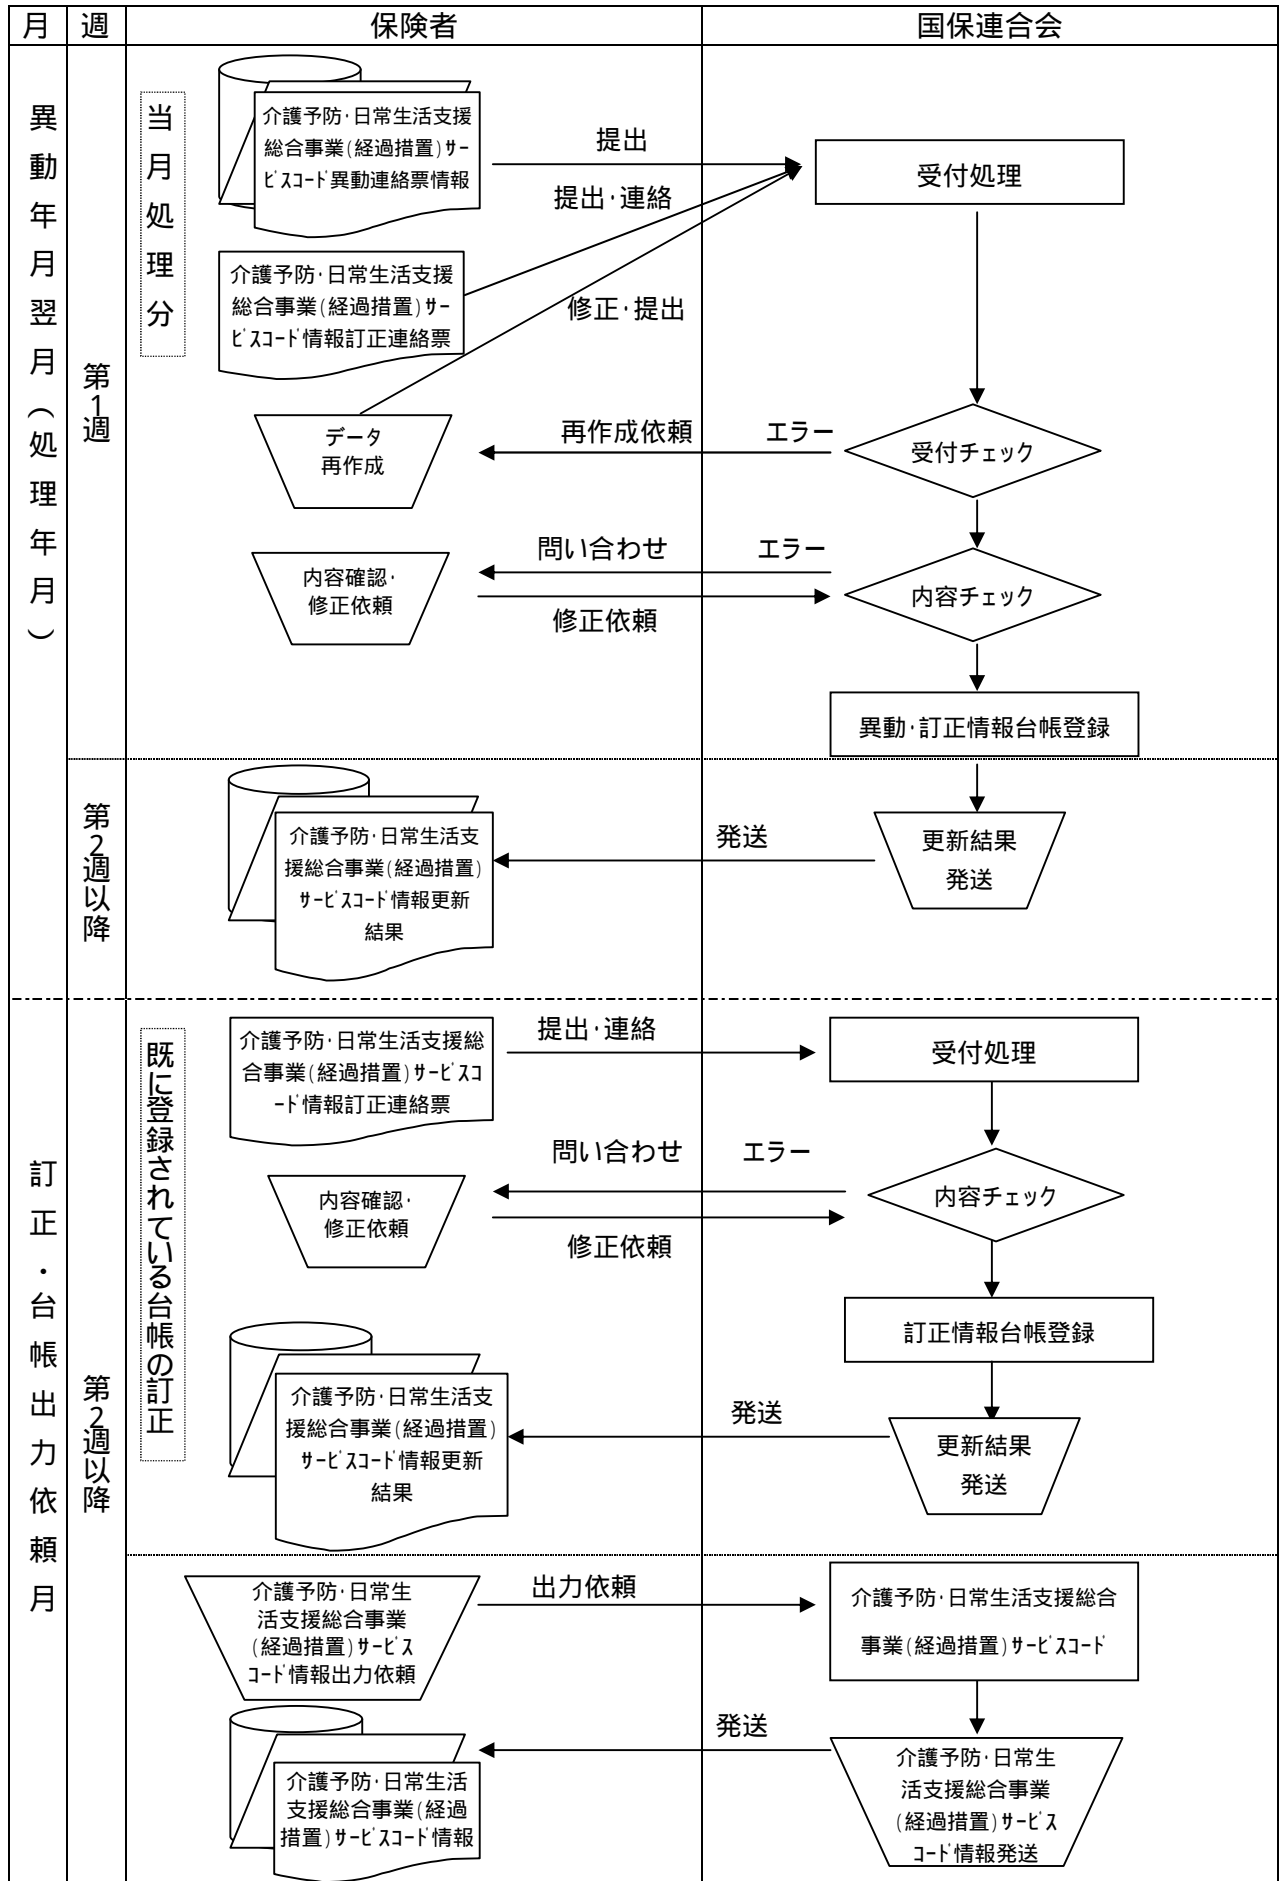 月 週 保険者 国保連合会
異動年月翌月（処理年月）
第1週
当月処理分
介護予防･日常生活支援
総合事業(経過措置)ｻｰ
ﾋﾞｽｺｰﾄﾞ異動連絡票情報
提出
受付処理
提出･連絡
介護予防･日常生活支援
総合事業(経過措置)ｻｰ
ﾋﾞｽｺｰﾄﾞ情報訂正連絡票
修正･提出
データ
再作成
再作成依頼
エラー
受付チェック
問い合わせ
エラー
内容確認･
修正依頼
内容チェック
修正依頼
異動･訂正情報台帳登録
第2週以降
介護予防･日常生活支
援総合事業(経過措置)
ｻｰﾋﾞｽｺｰﾄﾞ情報更新
結果
発送
更新結果
発送
訂正・台帳出力依頼月
第2週以降
既に登録されている台帳の訂正
介護予防･日常生活支援総
合事業(経過措置)ｻｰﾋﾞｽｺ
ｰﾄﾞ情報訂正連絡票
提出･連絡
受付処理
問い合わせ
エラー
内容確認･
修正依頼
内容チェック
修正依頼
訂正情報台帳登録
介護予防･日常生活支
援総合事業(経過措置)
ｻｰﾋﾞｽｺｰﾄﾞ情報更新
結果
発送
更新結果
発送
介護予防･日常生
活支援総合事業
(経過措置)ｻｰﾋﾞｽ
ｺｰﾄﾞ情報出力依頼
出力依頼
介護予防･日常生活支援総合
事業(経過措置)ｻｰﾋﾞｽｺｰﾄﾞ
介護予防･日常生活
支援総合事業(経過
措置)ｻｰﾋﾞｽｺｰﾄﾞ情報
発送
介護予防･日常生
活支援総合事業
(経過措置)ｻｰﾋﾞｽ
ｺｰﾄﾞ情報発送